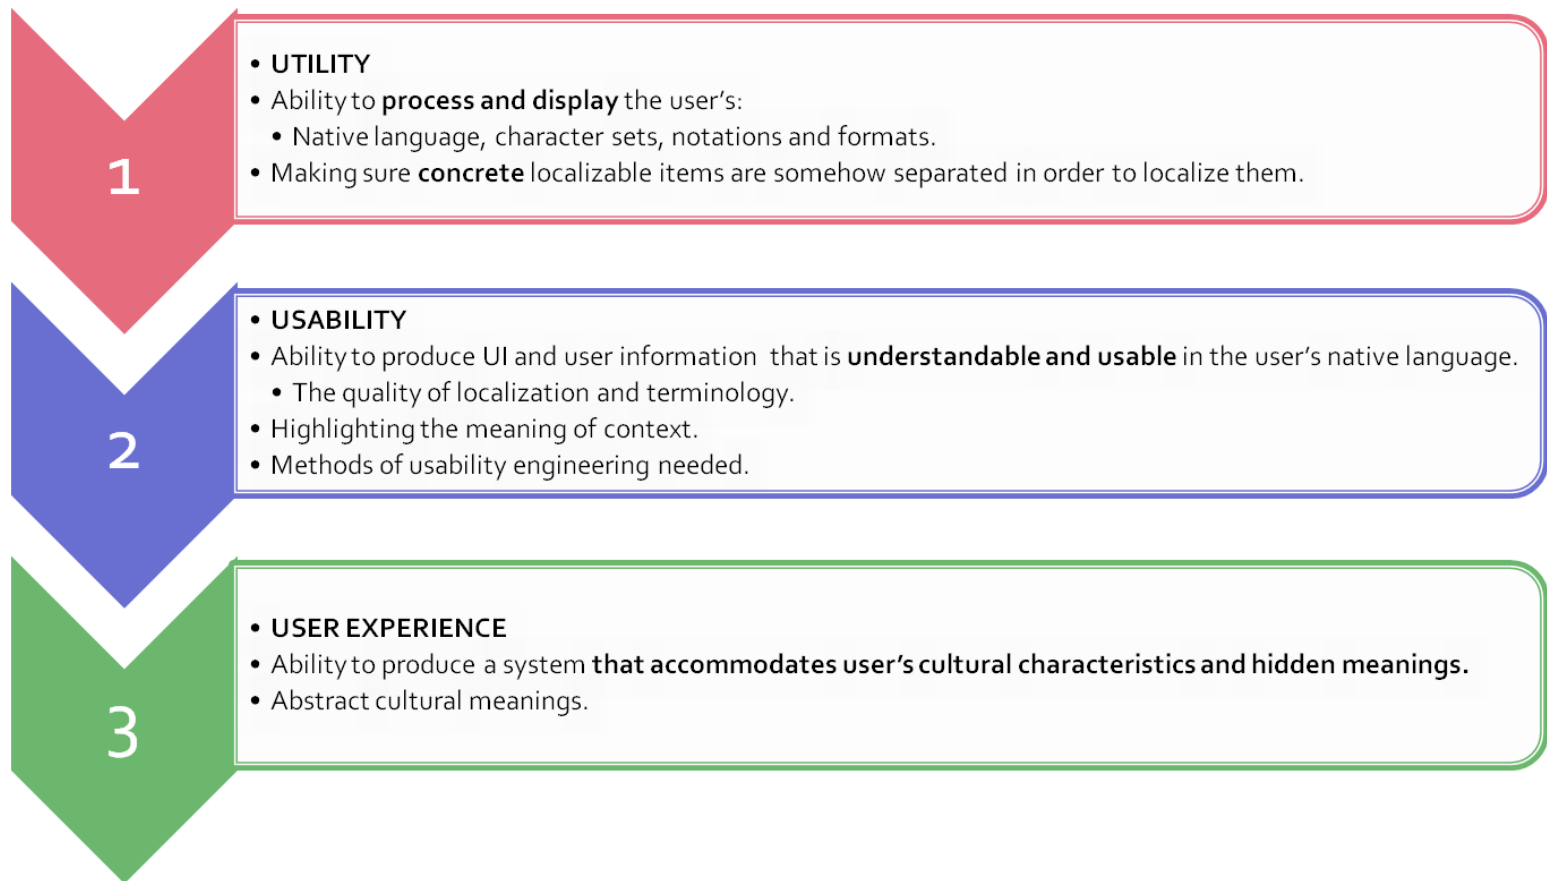 1
• UTILITY
• Ability to process and display the user's:
• Native language, character sets, notations and formats.
• Making sure concrete localizable items are somehow separated in order to localize them.
2
• USABILITY
• Ability to produce UI and user information that is understandable and usable in the user's native language.
• The quality of localization and terminology.
• Highlighting the meaning of context.
• Methods of usability engineering needed.
3
• USER EXPERIENCE
• Ability to produce a system that accommodates user's cultural characteristics and hidden meanings.
• Abstract cultural meanings.